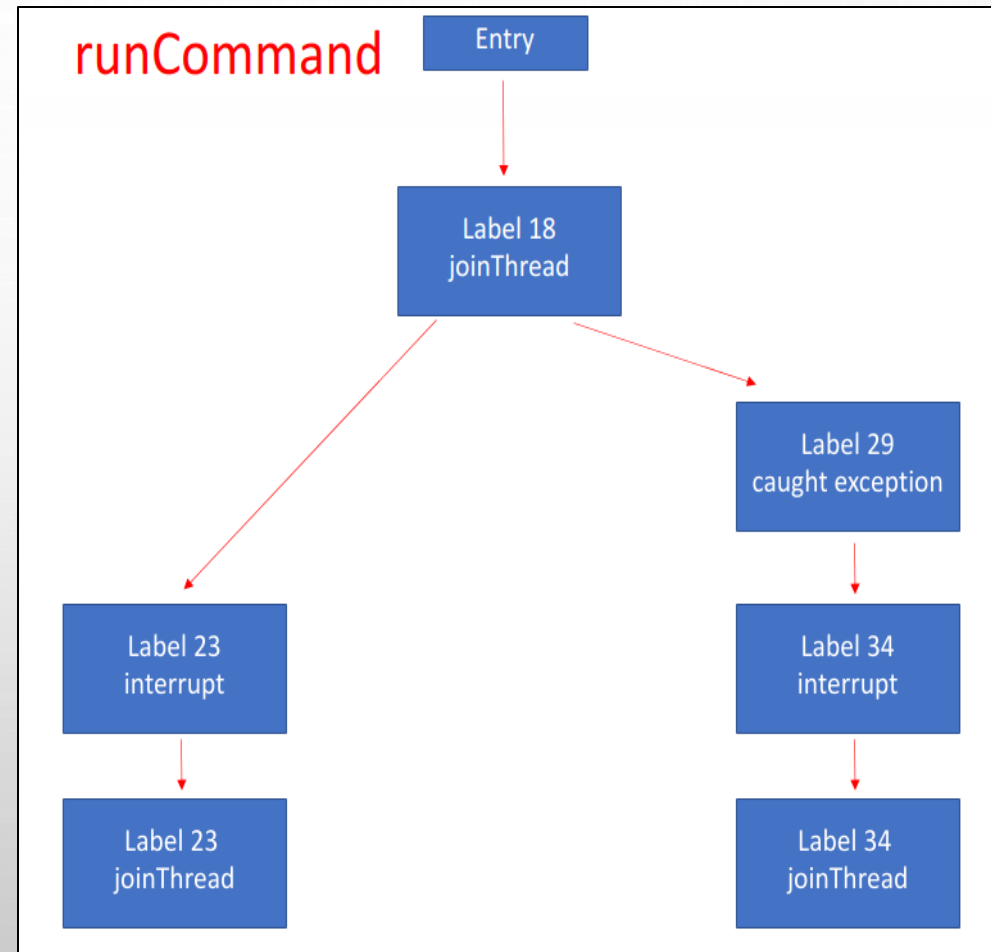 runCommand
Entry
Label 18
joinThread
Label 29
caught exception
Label 23
interrupt
Label 34
interrupt
Label 23
joinThread
Label 34
joinThread